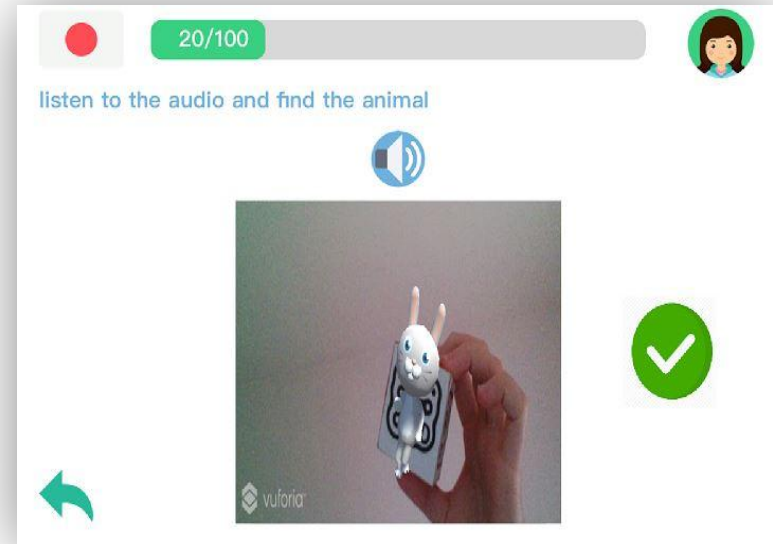 20/100
listen to the audio and find the animal
vuforia